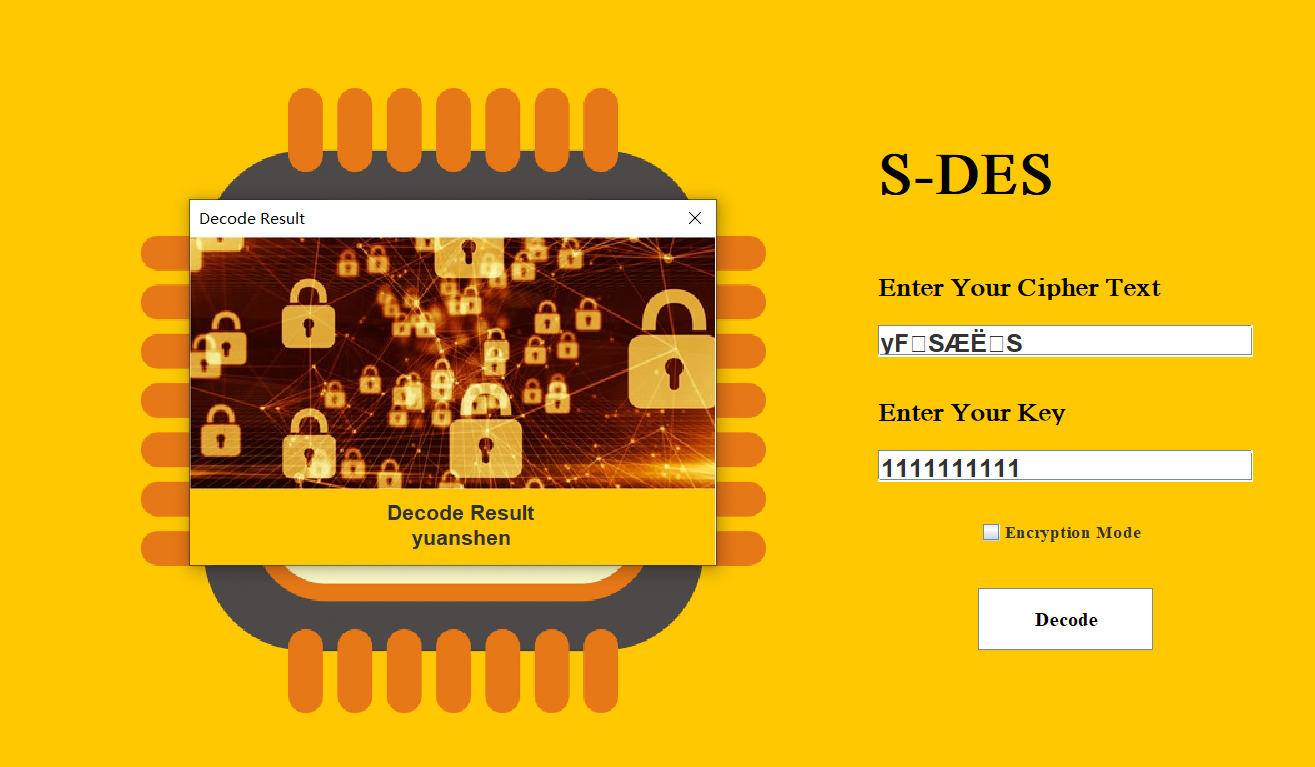 S-DES
Decode Result
Enter Your Cipher Text
yF□SÆË□S
Enter Your Key
1111111111
Decode Result
yuanshen
Encryption Mode
Decode